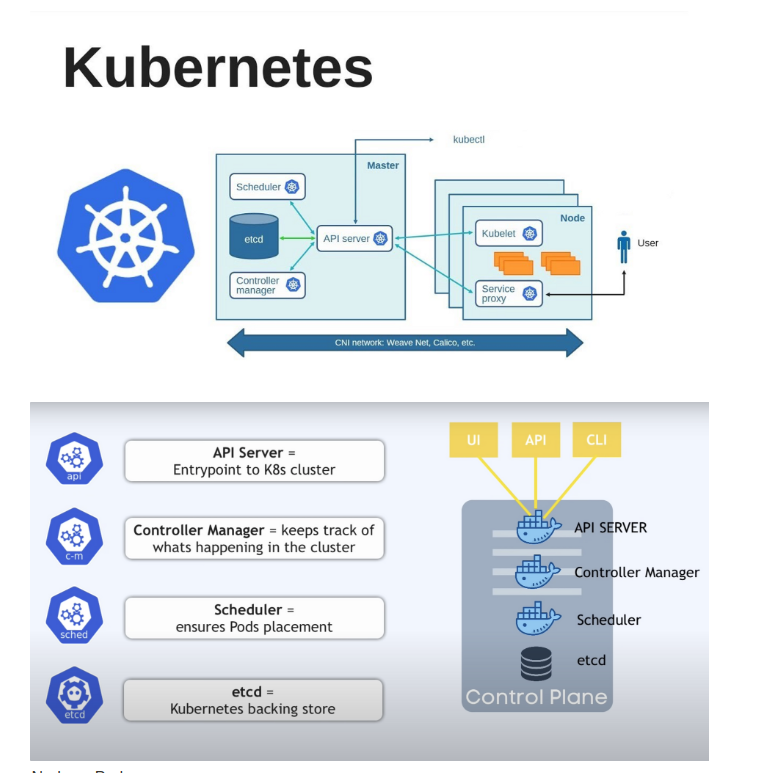 Kubernetes
kubectl
Master
Scheduler
etcd
API server
Controller
manager
Node
Kubelet
Service
proxy
User
CNI network: Weave Net, Calico, etc.
api
API Server =
Entrypoint to K8s cluster
c-m
Controller Manager = keeps track of
whats happening in the cluster
sched
Scheduler =
ensures Pods placement
etcd
etcd =
Kubernetes backing store
UI
API
CLI
API SERVER
Controller Manager
Scheduler
etcd
Control Plane